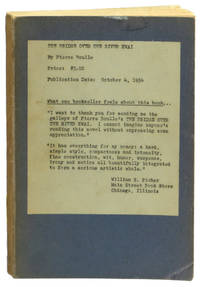 THE BRIDGE OVER THE RIVER KWAI
By Pierre Boulle
Price: $3.00
Publication Date: October 4, 1954
What one bookseller feels about this book...
"I want to thank you for sending me the
galleys of Pierre Boulle's THE BRIDGE OVER
THE RIVER KWAI. I cannot imagine anyone's
reading this novel without expressing some
appreciation."
"It has everything for my money: a hard,
simple style, compactness and intensity,
fine construction, wit, humor, suspense,
irony and action all beautifully integrated
to form a serious artistic whole."
William H.
Main Street Book Store
Chicago, Illinois